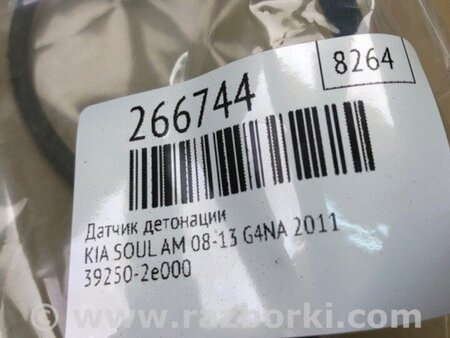 8264
266744
Датчик детонации
KIA SOUL AM 08-13 G4NA 2011
39250-2e000
www.razborki.com